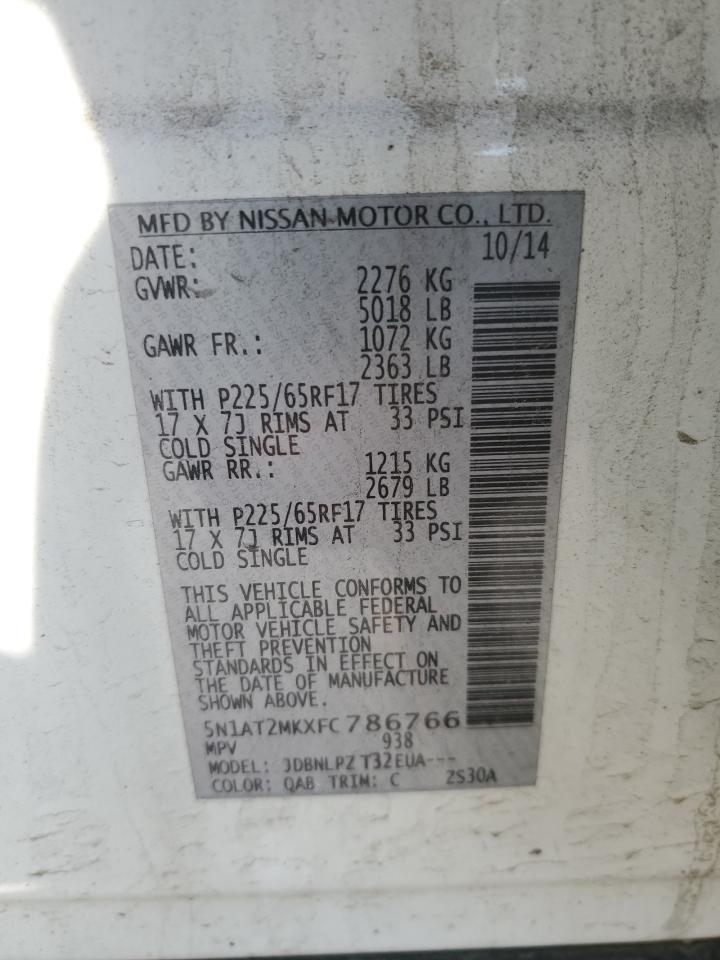 MFD BY NISSAN MOTOR CO., LTD.
DATE: 10/14
GVWR: 2276 KG
5018 LB
GAWR FR.: 1072 KG
2363 LB
WITH P225/65RF17 TIRES
17 X 7J RIMS AT 33 PSI
COLD SINGLE
GAWR RR.: 1215 KG
2679 LB
WITH P225/65RF17 TIRES
17 X 7J RIMS AT 33 PSI
COLD SINGLE
THIS VEHICLE CONFORMS TO
ALL APPLICABLE FEDERAL
MOTOR VEHICLE SAFETY AND
THEFT PREVENTION
STANDARDS IN EFFECT ON
THE DATE OF MANUFACTURE
SHOWN ABOVE.
5N1AT2MKXFC786766
MPV 938
MODEL: JDBNLPZ T32EUA---
COLOR: QAB TRIM: C ZS30A